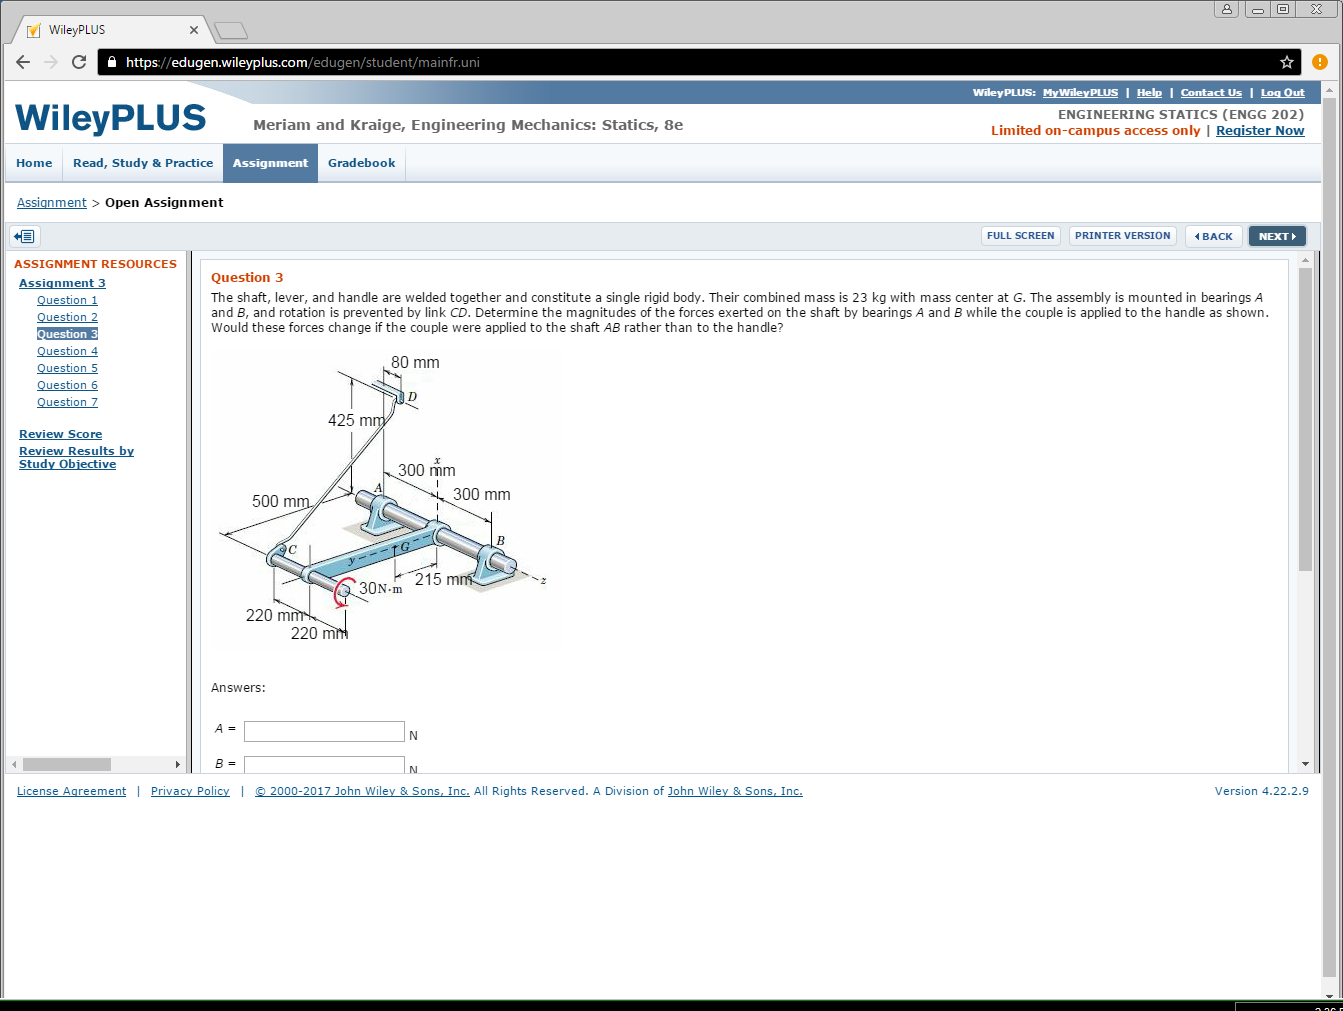 WileyPLUS
https://edugen.wileyplus.com/edugen/student/mainfr.uni
WileyPLUS: MyWileyPLUS | Help | Contact Us | Log Out
WileyPLUS
Meriam and Kraige, Engineering Mechanics: Statics, 8e
ENGINEERING STATICS (ENGG 202)
Limited on-campus access only | Register Now
Home Read, Study & Practice Assignment Gradebook
Assignment > Open Assignment
FULL SCREEN PRINTER VERSION BACK NEXT
ASSIGNMENT RESOURCES
Assignment 3
Question 1
Question 2
Question 3
Question 4
Question 5
Question 6
Question 7
Review Score
Review Results by
Study Objective
Question 3
The shaft, lever, and handle are welded together and constitute a single rigid body. Their combined mass is 23 kg with mass center at G. The assembly is mounted in bearings A
and B, and rotation is prevented by link CD. Determine the magnitudes of the forces exerted on the shaft by bearings A and B while the couple is applied to the handle as shown.
Would these forces change if the couple were applied to the shaft AB rather than to the handle?
80 mm
D
425 mm
x
300 mm
A
300 mm
500 mm
B
C
G
y
z
215 mm
30N·m
220 mm
220 mm
Answers:
A = N
B = N
License Agreement | Privacy Policy | © 2000-2017 John Wiley & Sons, Inc. All Rights Reserved. A Division of John Wiley & Sons, Inc.
Version 4.22.2.9